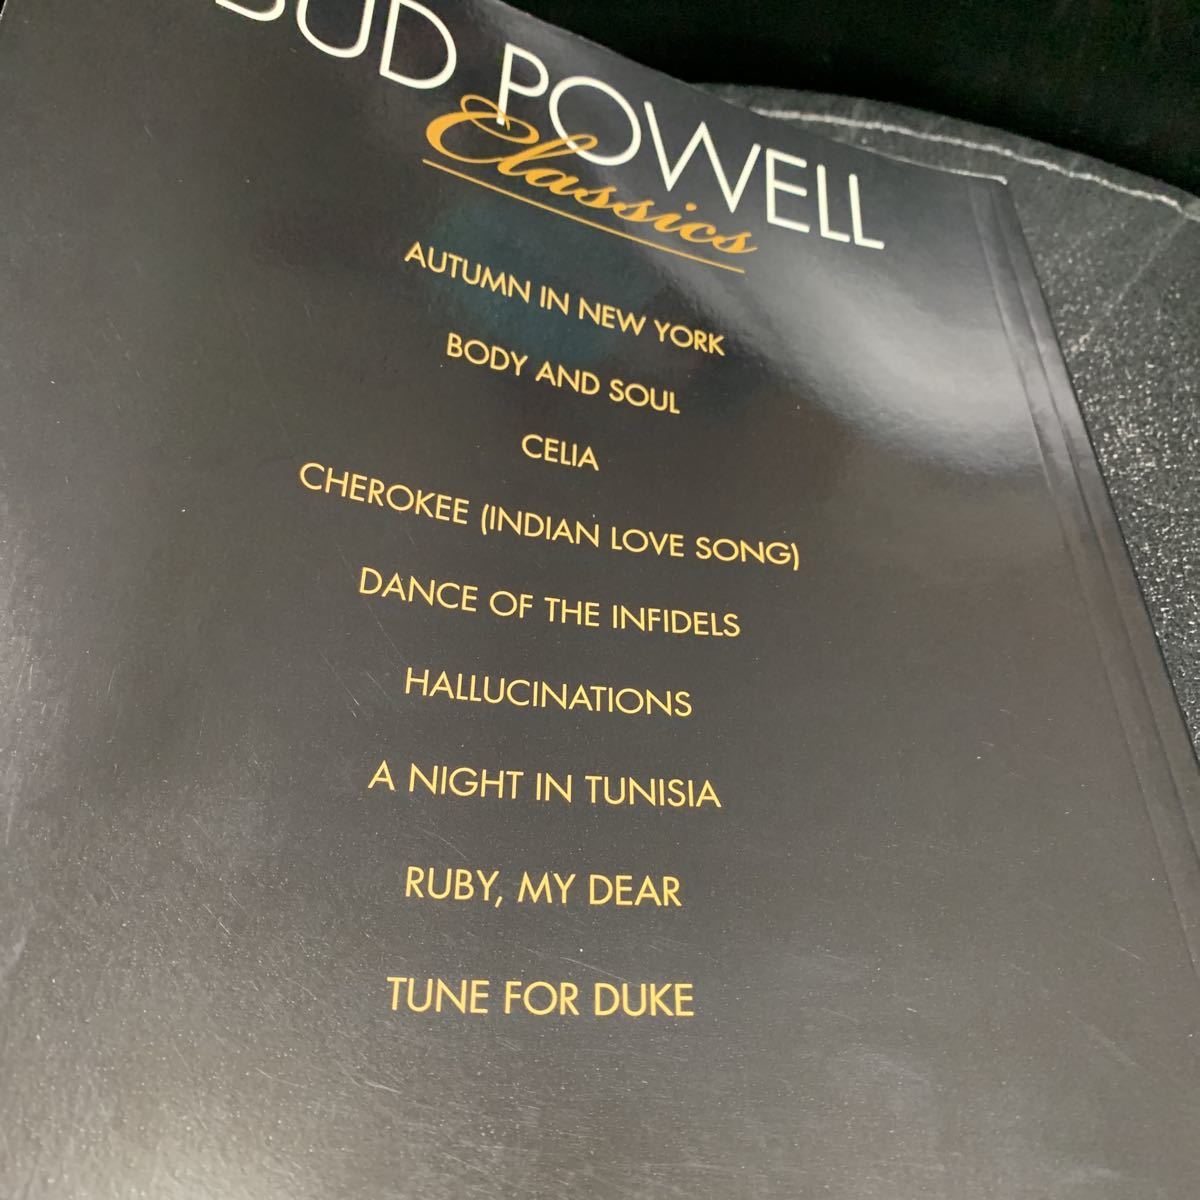 BUD POWELL
Classics
AUTUMN IN NEW YORK
BODY AND SOUL
CELIA
CHEROKEE (INDIAN LOVE SONG)
DANCE OF THE INFIDELS
HALLUCINATIONS
A NIGHT IN TUNISIA
RUBY, MY DEAR
TUNE FOR DUKE